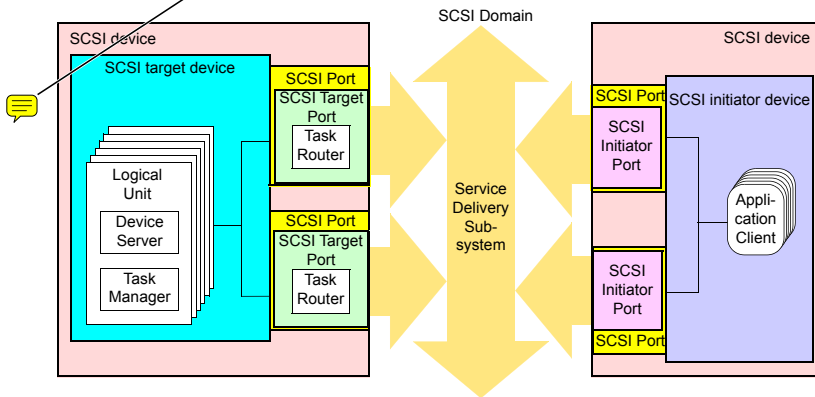 SCSI Domain
SCSI device
SCSI target device
SCSI Port
SCSI Target
Port
Task
Router
Logical
Unit
Device
Server
Task
Manager
SCSI Port
SCSI Target
Port
Task
Router
Service
Delivery
Sub-
system
SCSI device
SCSI Port
SCSI initiator device
SCSI
Initiator
Port
Appli-
cation
Client
SCSI
Initiator
Port
SCSI Port